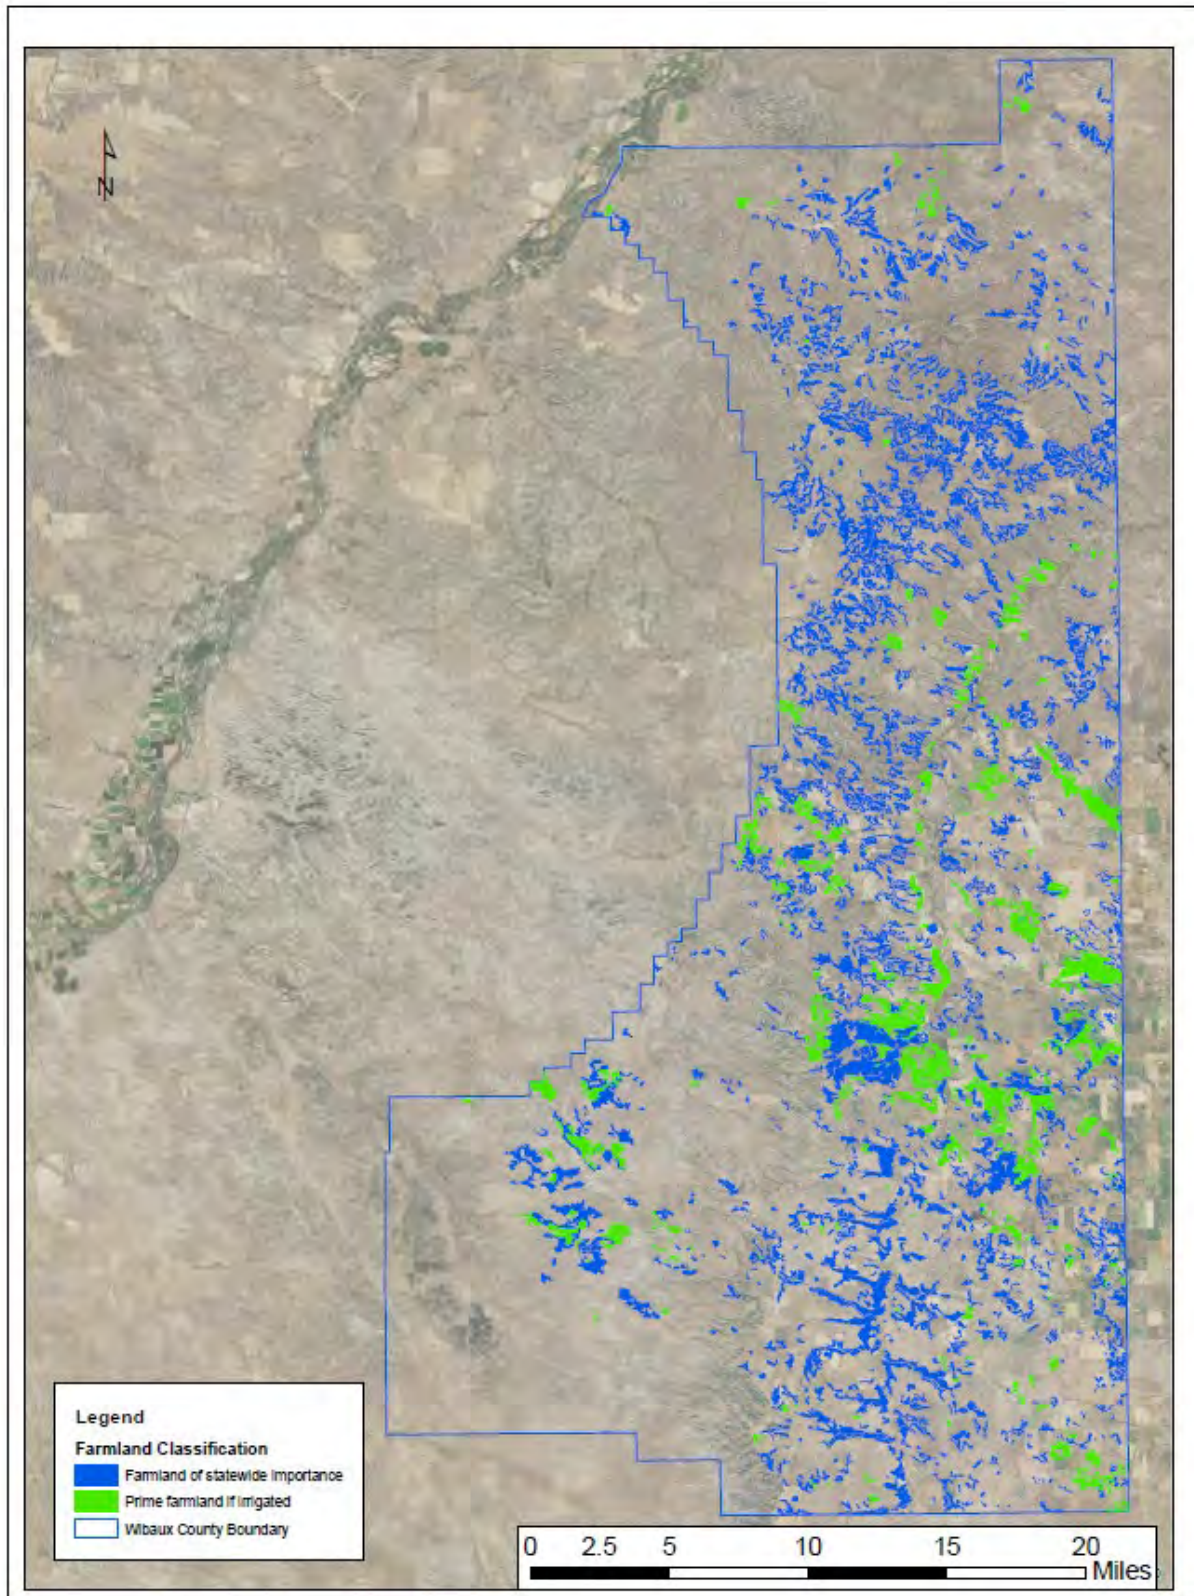 N
Legend
Farmland Classification
Farmland of statewide importance
Prime farmland if irrigated
Wibaux County Boundary
0 2.5 5 10 15 20
Miles